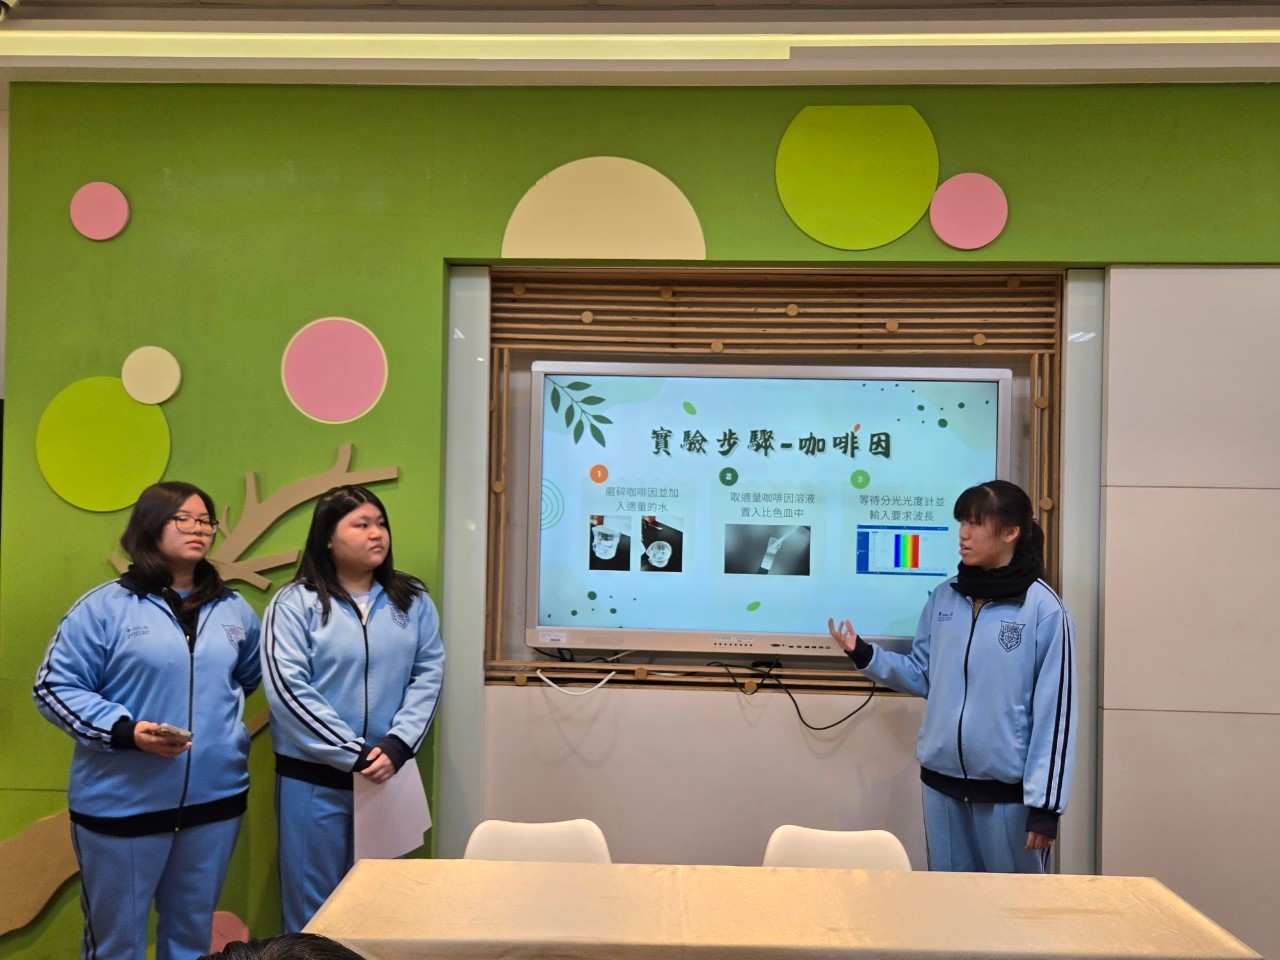 實驗步驟-咖啡因
1
磨碎咖啡因並加
入適量的水
2
取適量咖啡因溶液
置入比色皿中
3
等待分光光度計並
輸入要求波長